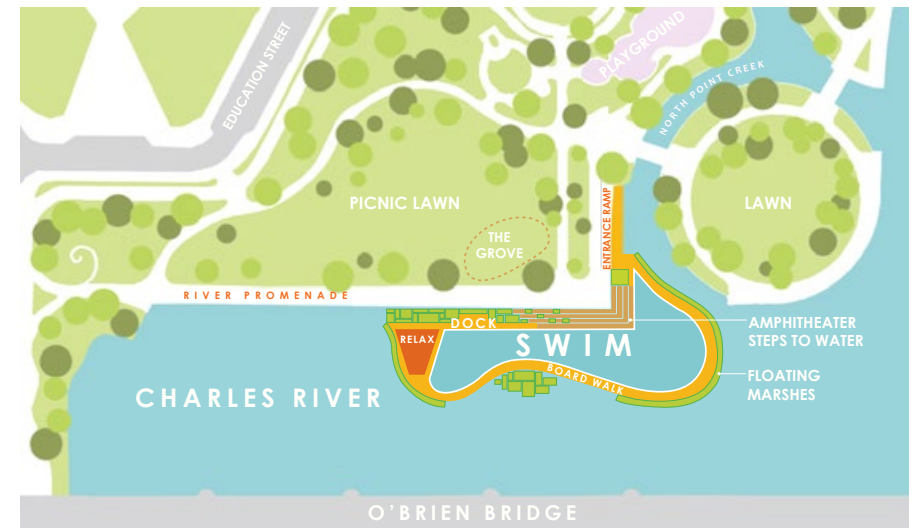 EDUCATION STREET
PLAYGROUND
NORTH POINT CREEK
PICNIC LAWN
LAWN
THE
GROVE
ENTRANCE RAMP
RIVER PROMENADE
DOCK
RELAX
SWIM
BOARD WALK
AMPHITHEATER
STEPS TO WATER
FLOATING
MARSHES
CHARLES RIVER
O'BRIEN BRIDGE